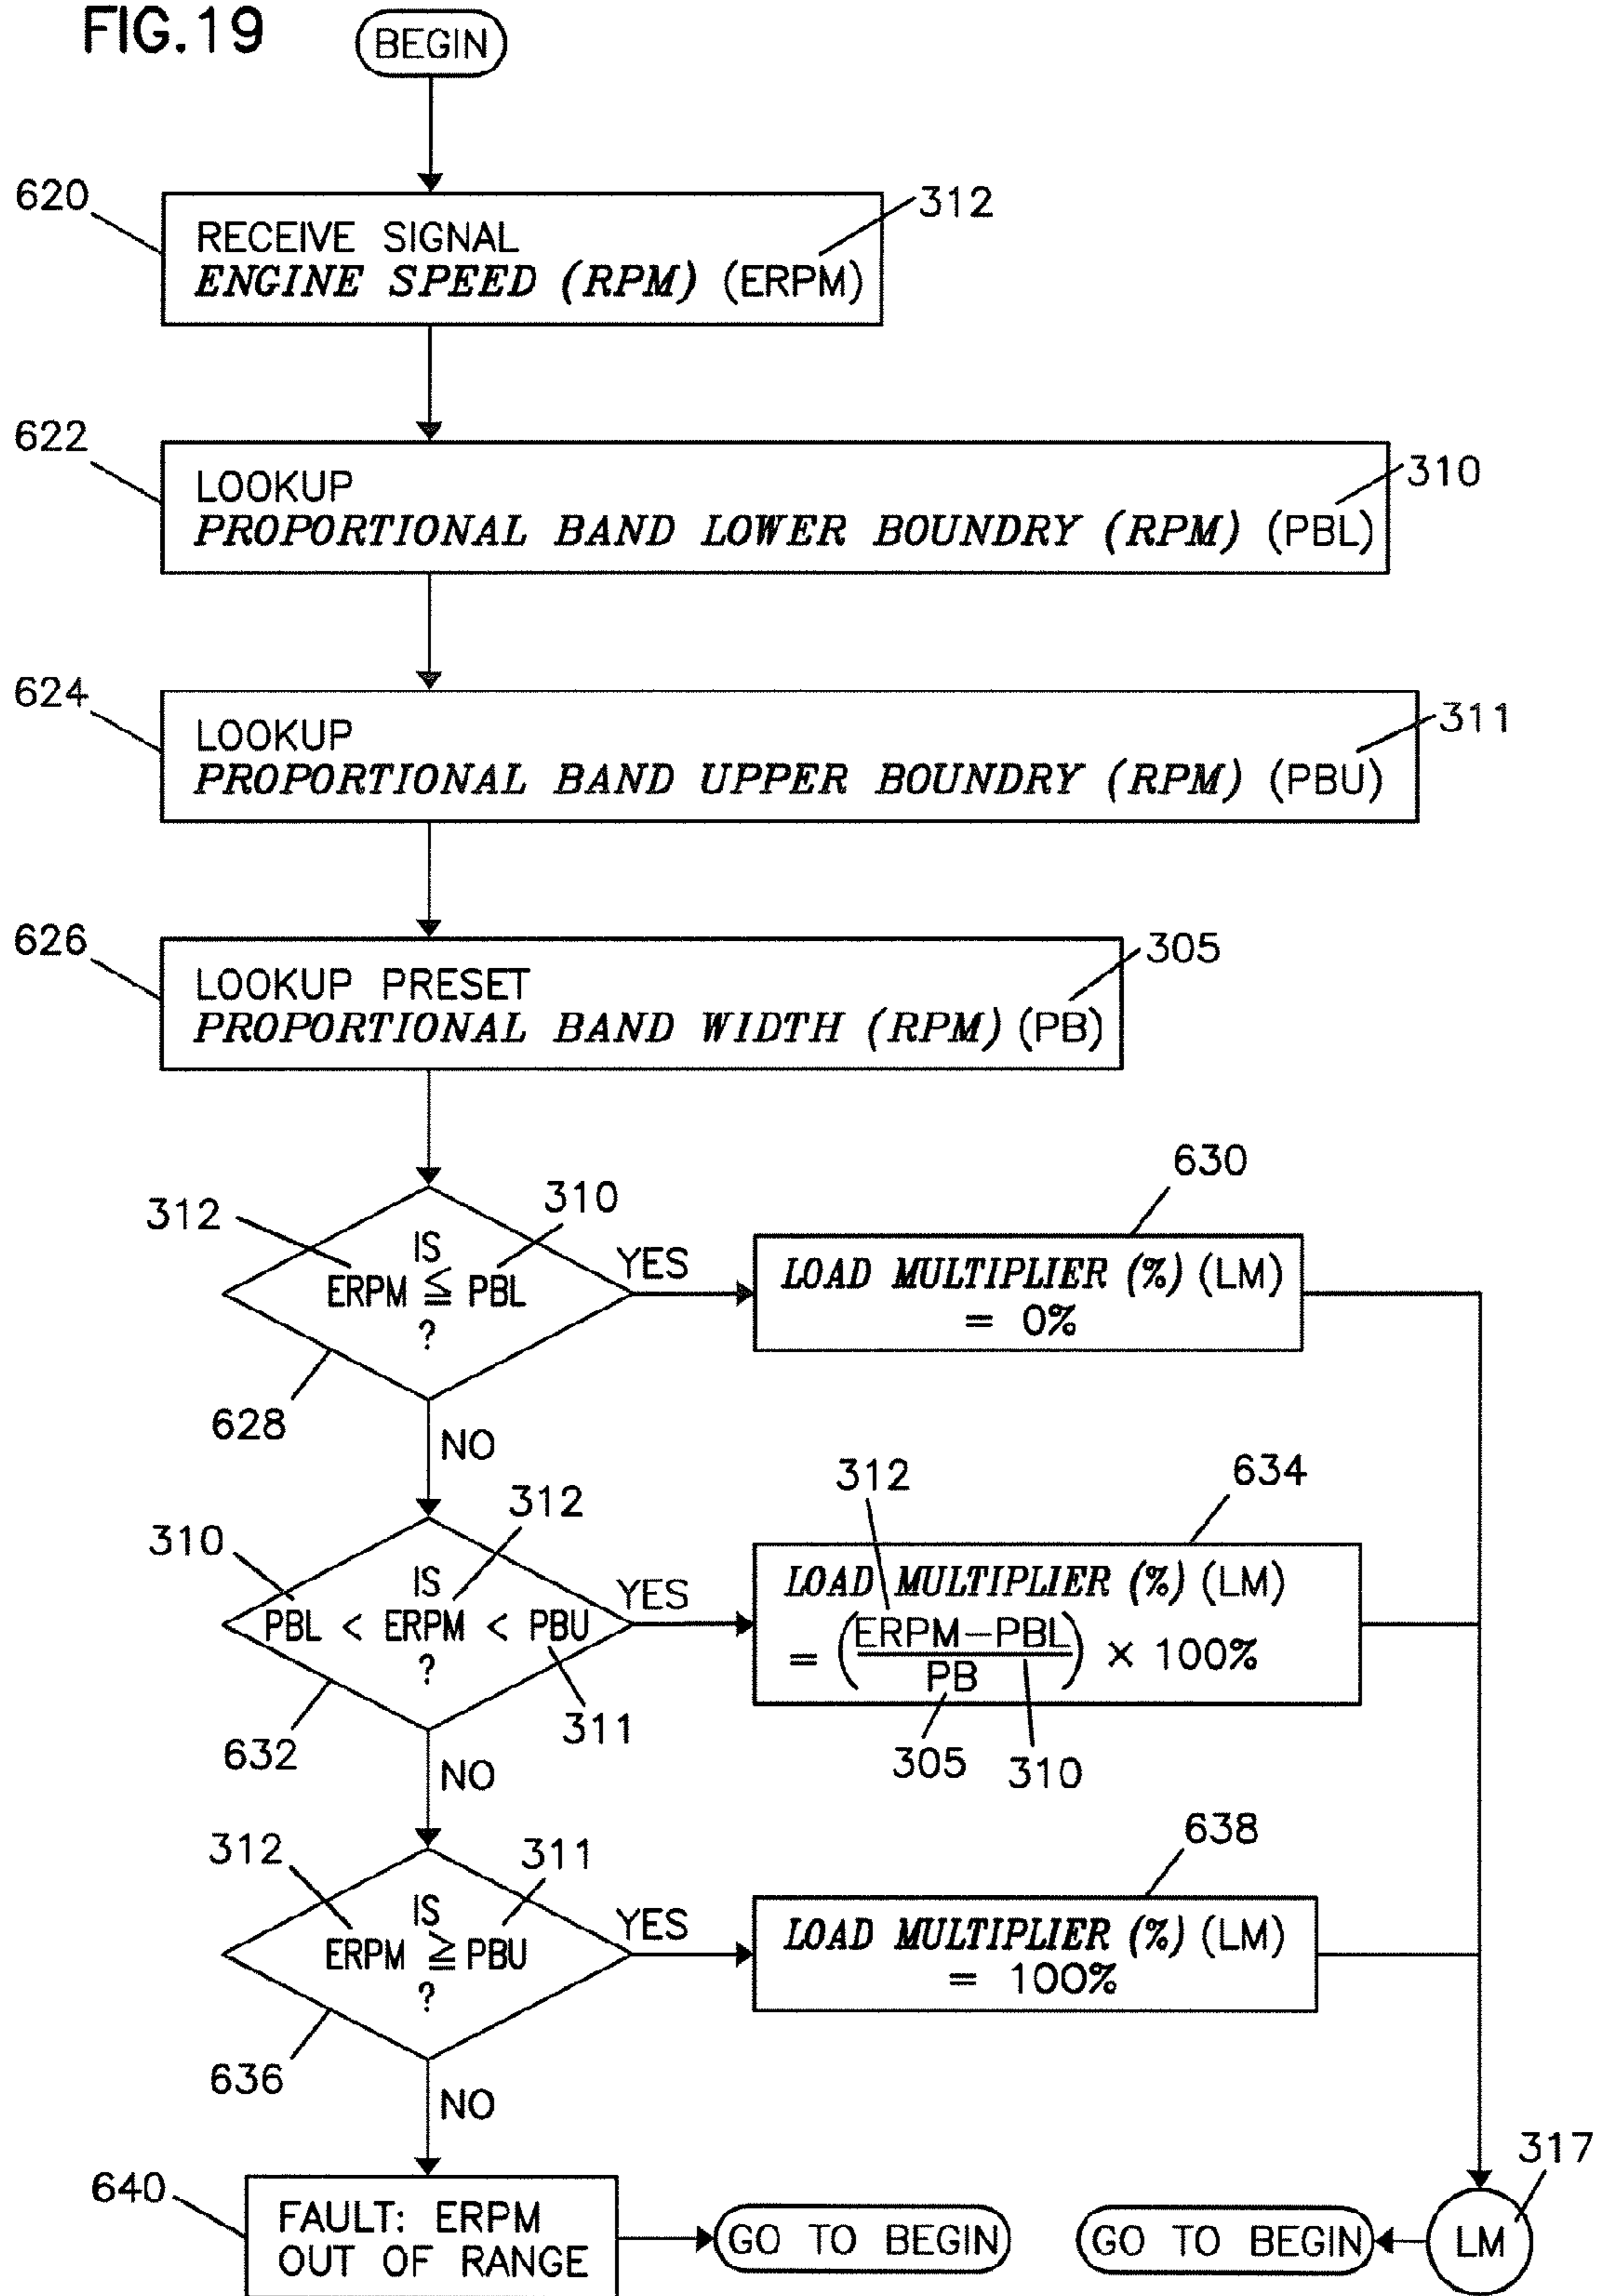 FIG.19
BEGIN
620
312
RECEIVE SIGNAL
ENGINE SPEED (RPM) (ERPM)
622
310
LOOKUP
PROPORTIONAL BAND LOWER BOUNDRY (RPM) (PBL)
624
311
LOOKUP
PROPORTIONAL BAND UPPER BOUNDRY (RPM) (PBU)
626
305
LOOKUP PRESET
PROPORTIONAL BAND WIDTH (RPM) (PB)
312
310
630
IS
ERPM ≦ PBL
?
YES
LOAD MULTIPLIER (%) (LM)
= 0%
628
NO
310
312
312
634
IS
PBL < ERPM < PBU
?
YES
LOAD MULTIPLIER (%) (LM)
= (ERPM-PBL/PB) × 100%
632
311
305
310
NO
312
311
638
IS
ERPM ≧ PBU
?
YES
LOAD MULTIPLIER (%) (LM)
= 100%
636
NO
640
317
FAULT: ERPM
OUT OF RANGE
GO TO BEGIN
GO TO BEGIN
LM